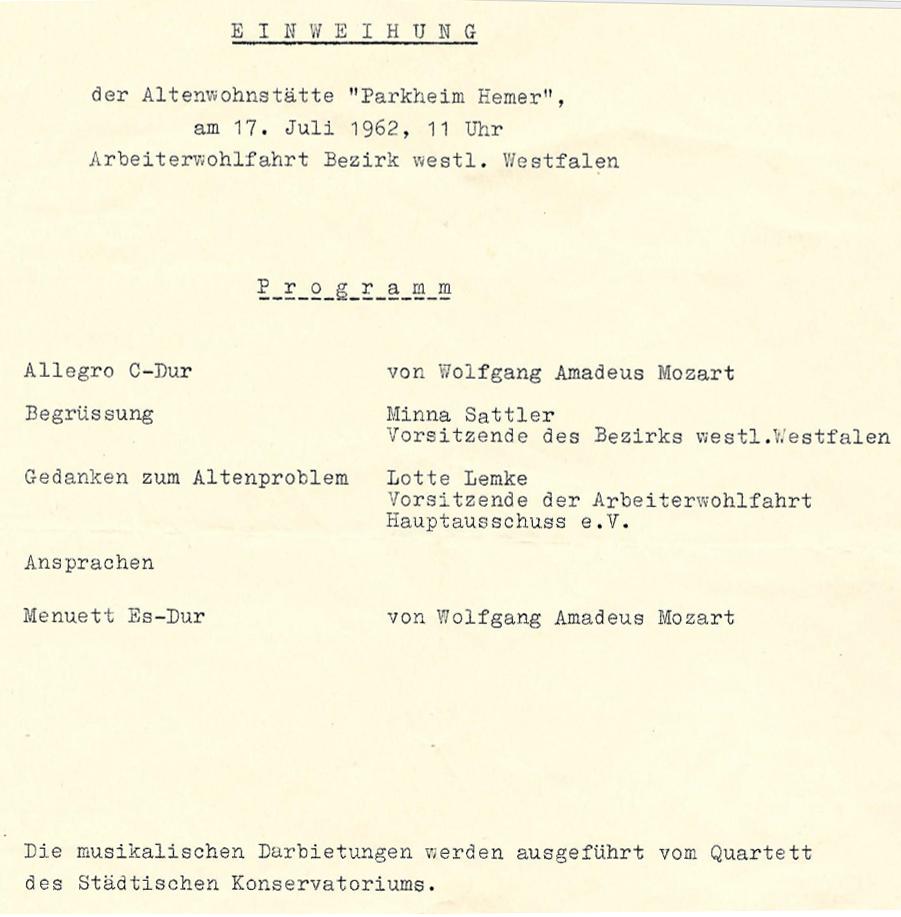 EINWEIHUNG
der Altenwohnstätte "Parkheim Hemer",
am 17. Juli 1962, 11 Uhr
Arbeiterwohlfahrt Bezirk westl. Westfalen
Programm
Allegro C-Dur von Wolfgang Amadeus Mozart
Begrüssung Minna Sattler
Vorsitzende des Bezirks westl.Westfalen
Gedanken zum Altenproblem Lotte Lemke
Vorsitzende der Arbeiterwohlfahrt
Hauptausschuss e.V.
Ansprachen
Menuett Es-Dur von Wolfgang Amadeus Mozart
Die musikalischen Darbietungen werden ausgeführt vom Quartett
des Städtischen Konservatoriums.